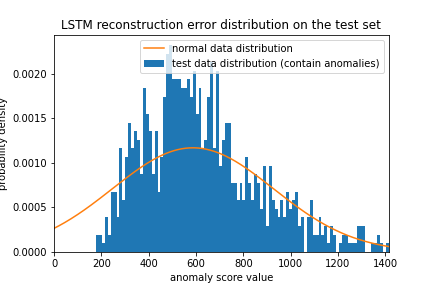 LSTM reconstruction error distribution on the test set
normal data distribution
test data distribution (contain anomalies)
probability density
0.0020
0.0015
0.0010
0.0005
0.0000
0 200 400 600 800 1000 1200 1400
anomaly score value